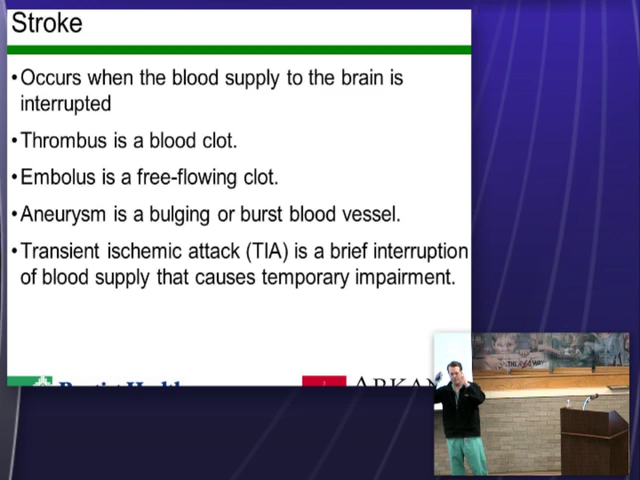 Stroke
•Occurs when the blood supply to the brain is
interrupted
•Thrombus is a blood clot.
•Embolus is a free-flowing clot.
•Aneurysm is a bulging or burst blood vessel.
•Transient ischemic attack (TIA) is a brief interruption
of blood supply that causes temporary impairment.
ARKAN